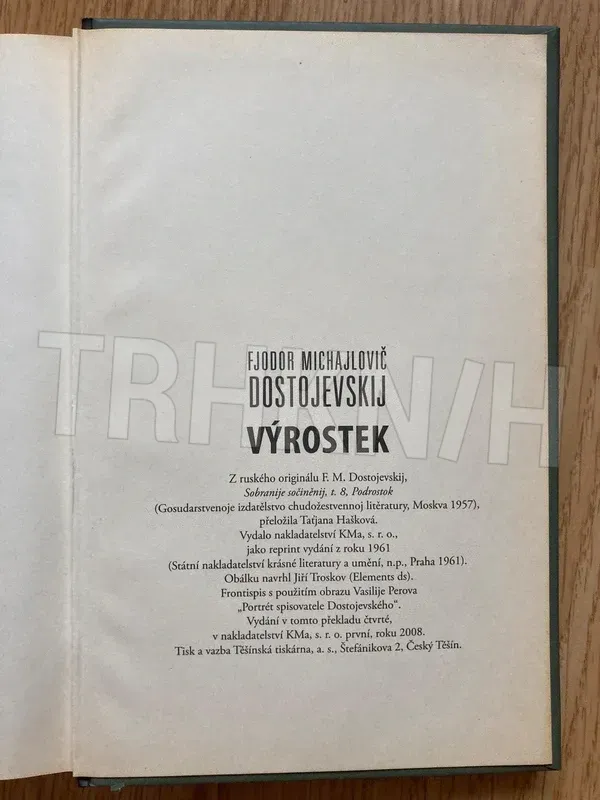 TRHKN/H
FJODOR MICHAJLOVIČ
DOSTOJEVSKIJ
VÝROSTEK
Z ruského originálu F. M. Dostojevskij,
Sobranije sočiněnij, t. 8, Podrostok
(Gosudarstvenoje izdatělstvo chudožestvennoj litěratury, Moskva 1957),
přeložila Taťjana Hašková.
Vydalo nakladatelství KMa, s. r. o.,
jako reprint vydání z roku 1961
(Státní nakladatelství krásné literatury a umění, n.p., Praha 1961).
Obálku navrhl Jiří Troskov (Elements ds).
Frontispis s použitím obrazu Vasilije Perova
„Portrét spisovatele Dostojevského“.
Vydání v tomto překladu čtvrté,
v nakladatelství KMa, s. r. o. první, roku 2008.
Tisk a vazba Těšínská tiskárna, a. s., Štefánikova 2, Český Těšín.